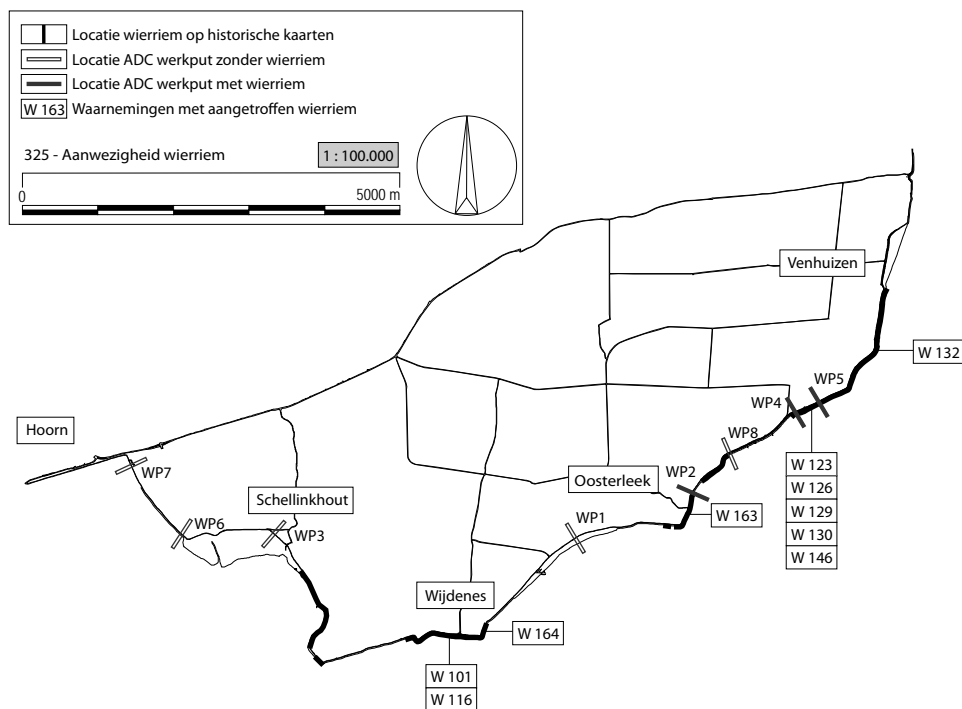 Locatie wierriem op historische kaarten
Locatie ADC werkput zonder wierriem
Locatie ADC werkput met wierriem
W 163 Waarnemingen met aangetroffen wierriem
325 - Aanwezigheid wierriem 1 : 100.000
0 5000 m
Venhuizen
W 132
WP5
WP4
Hoorn
WP8
WP7
W 123
WP2
Oosterleek
W 126
Schellinkhout
W 129
W 163
WP6
WP1
W 130
WP3
W 146
Wijdenes
W 164
W 101
W 116